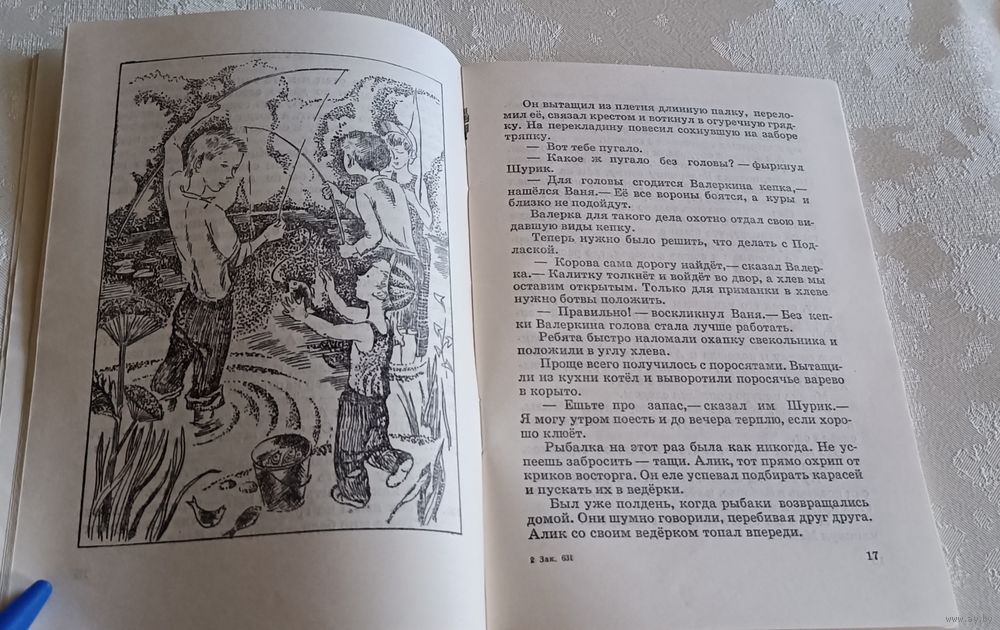 Он вытащил из плетня длинную палку, перело-
мил её, связал крестом и воткнул в огуречную гряд-
ку. На перекладину повесил сохнувшую на заборе
тряпку.
— Вот тебе пугало.
— Какое ж пугало без головы? — фыркнул
Шурик.
— Для головы сгодится Валеркина кепка,—
нашёлся Ваня.— Её все вороны боятся, а куры и
близко не подойдут.
Валерка для такого дела охотно отдал свою ви-
давшую виды кепку.
Теперь нужно было решить, что делать с Под-
лаской.
— Корова сама дорогу найдёт,— сказал Валер-
ка.— Калитку толкнёт и войдёт во двор, а хлев мы
оставим открытым. Только для приманки в хлеве
нужно ботвы положить.
— Правильно! — воскликнул Ваня.— Без кеп-
ки Валеркина голова стала лучше работать.
Ребята быстро наломали охапку свекольника и
положили в углу хлева.
Проще всего получилось с поросятами. Вытащи-
ли из кухни котёл и выворотили поросячье варево
в корыто.
— Ешьте про запас,— сказал им Шурик.—
Я могу утром поесть и до вечера терплю, если хоро-
шо клюёт.
Рыбалка на этот раз была как никогда. Не ус-
пеешь забросить — тащи. Алик, тот прямо охрип от
криков восторга. Он еле успевал подбирать карасей
и пускать их в ведёрки.
Был уже полдень, когда рыбаки возвращались
домой. Они шумно говорили, перебивая друг друга.
Алик со своим ведёрком топал впереди.
2 Зак. 631
17
www.ay.by